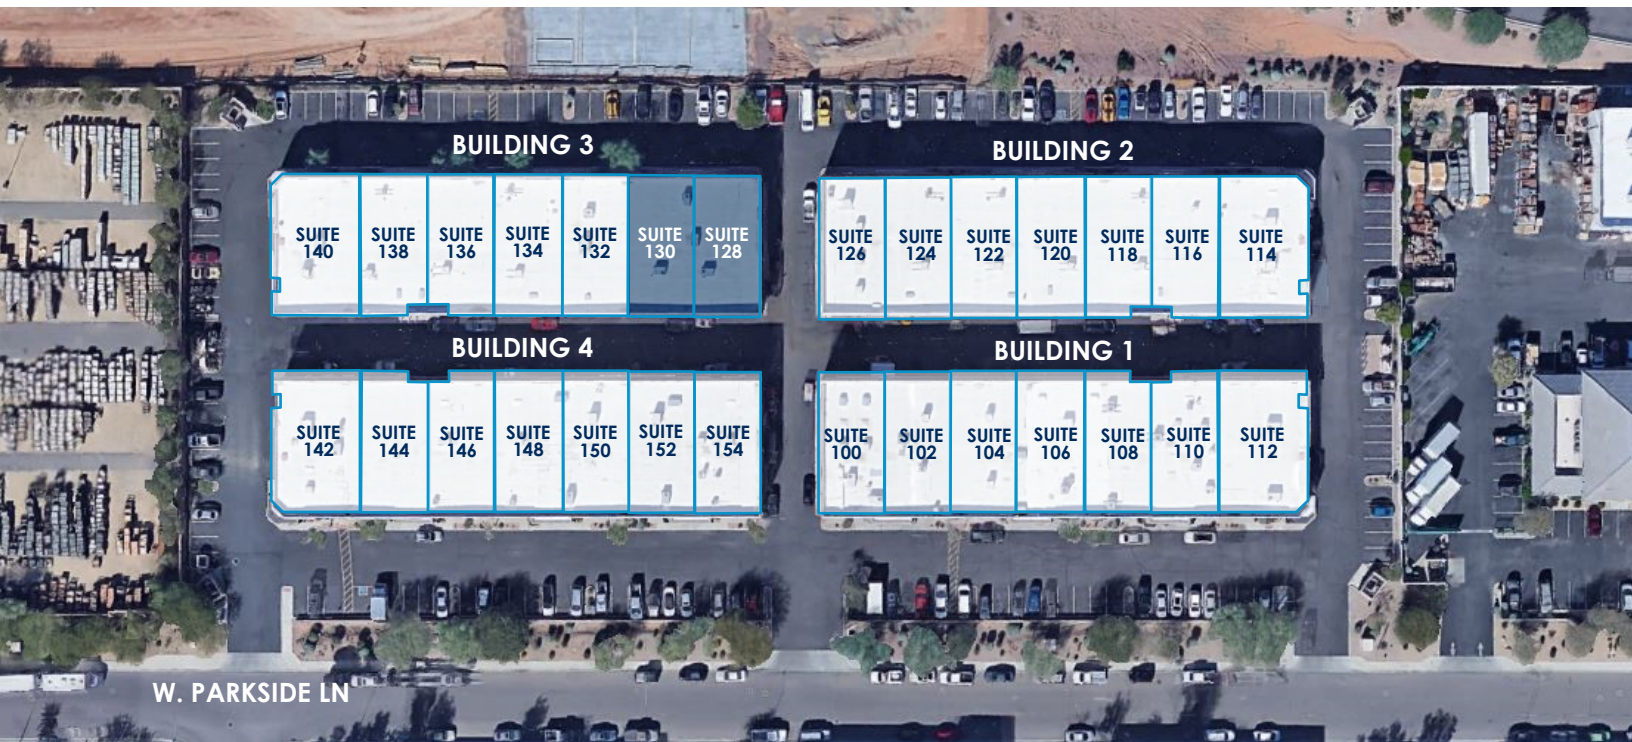 BUILDING 3
BUILDING 2
SUITE
140
SUITE
138
SUITE
136
SUITE
134
SUITE
132
SUITE
130
SUITE
128
SUITE
126
SUITE
124
SUITE
122
SUITE
120
SUITE
118
SUITE
116
SUITE
114
BUILDING 4
BUILDING 1
SUITE
142
SUITE
144
SUITE
146
SUITE
148
SUITE
150
SUITE
152
SUITE
154
SUITE
100
SUITE
102
SUITE
104
SUITE
106
SUITE
108
SUITE
110
SUITE
112
W. PARKSIDE LN